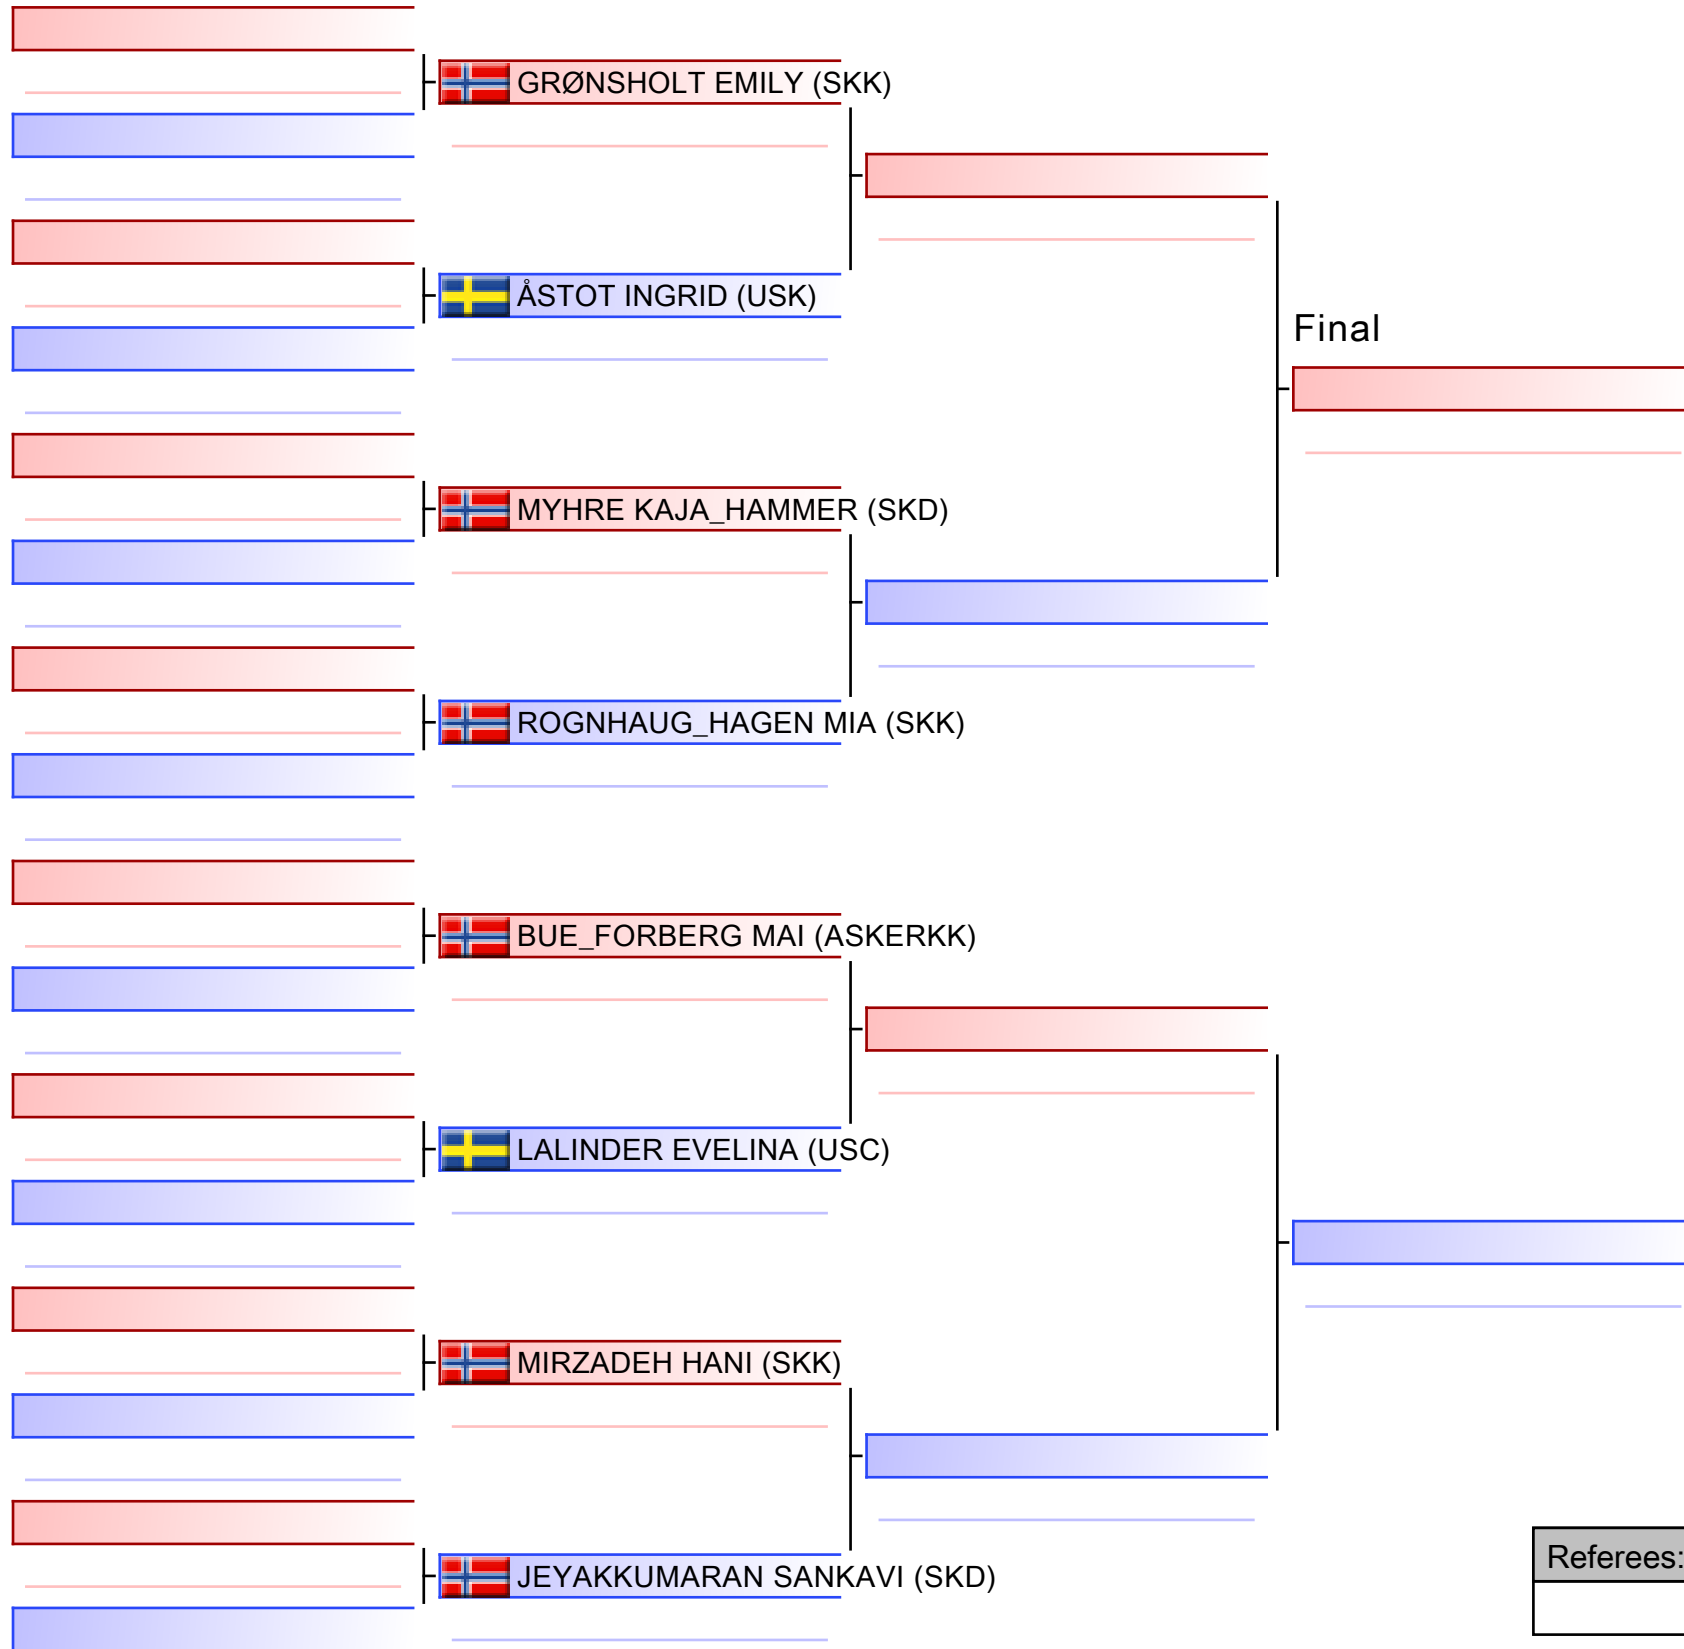 GRØNSHOLT EMILY (SKK)
ÅSTOT INGRID (USK)
Final
MYHRE KAJA_HAMMER (SKD)
ROGNHAUG_HAGEN MIA (SKK)
BUE_FORBERG MAI (ASKERKK)
LALINDER EVELINA (USC)
MIRZADEH HANI (SKK)
JEYAKKUMARAN SANKAVI (SKD)
Referees: